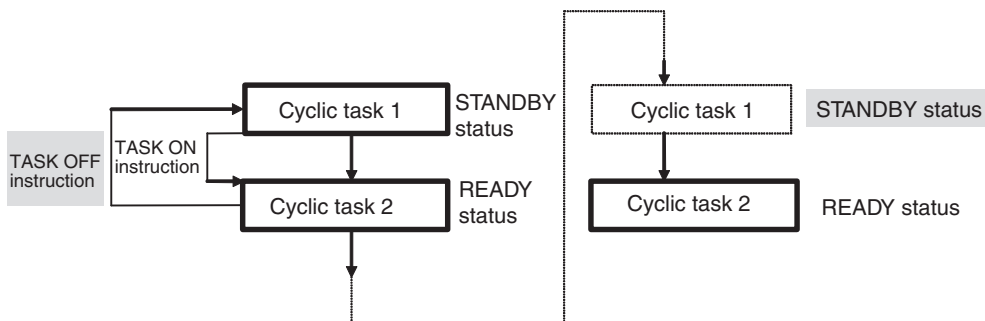 Cyclic task 1
STANDBY
status
TASK OFF
instruction
TASK ON
instruction
Cyclic task 2
READY
status
Cyclic task 1
STANDBY status
Cyclic task 2
READY status